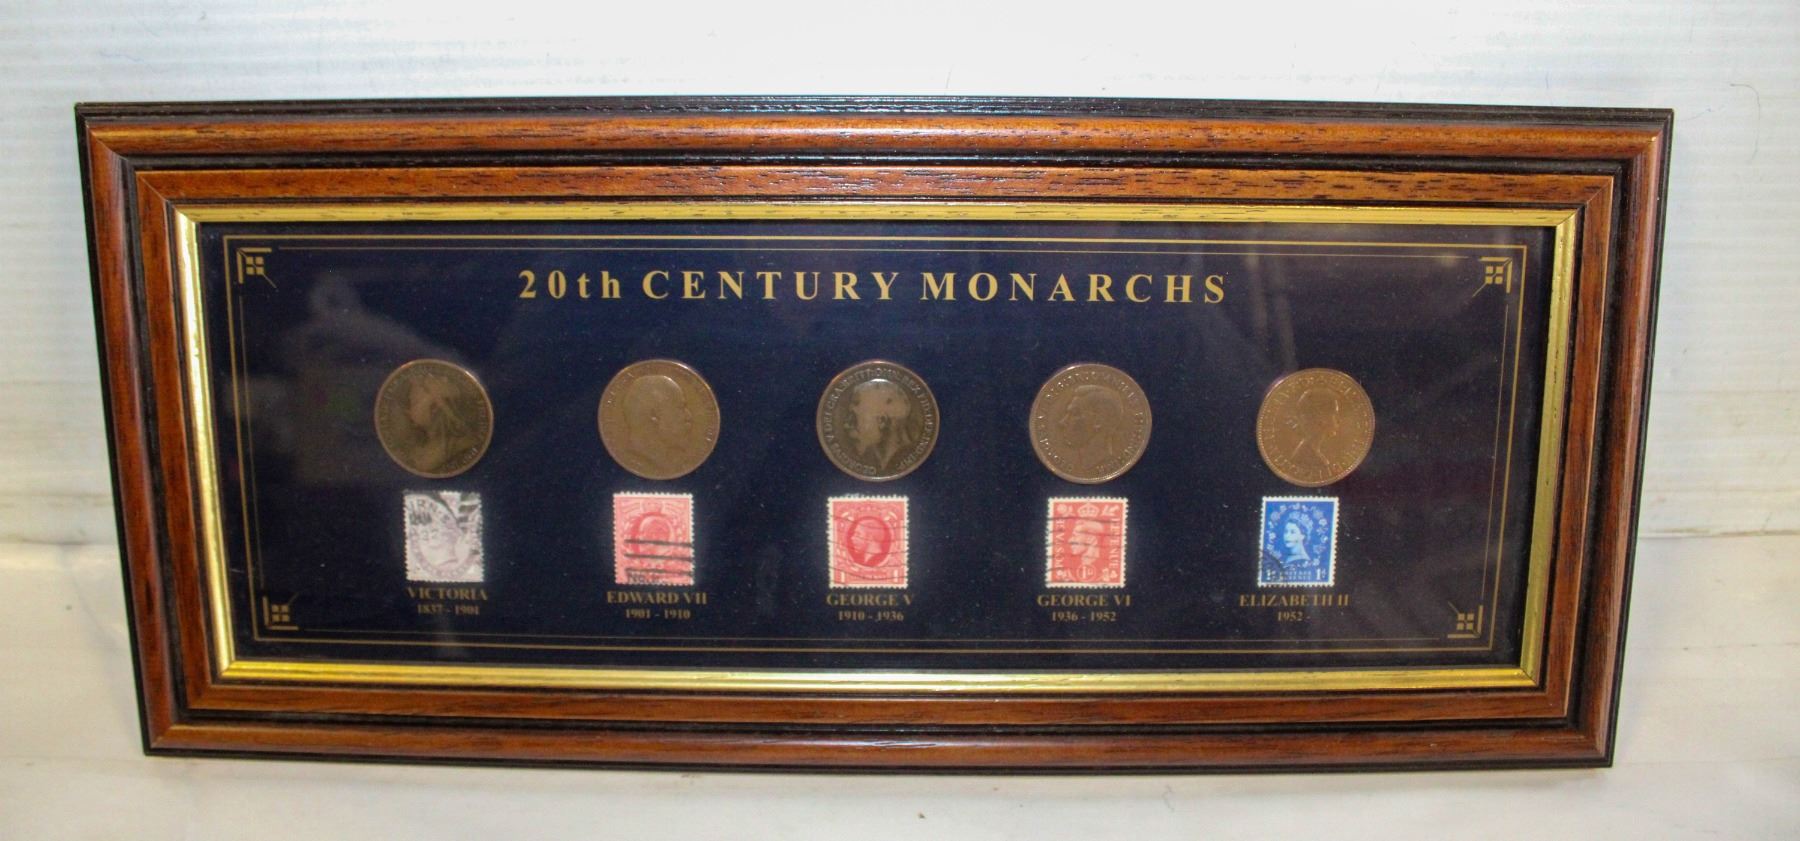 20th CENTURY MONARCHS
VICTORIA
1837 - 1901
EDWARD VII
1901 - 1910
GEORGE V
1910 - 1936
GEORGE VI
1936 - 1952
ELIZABETH II
1952 -